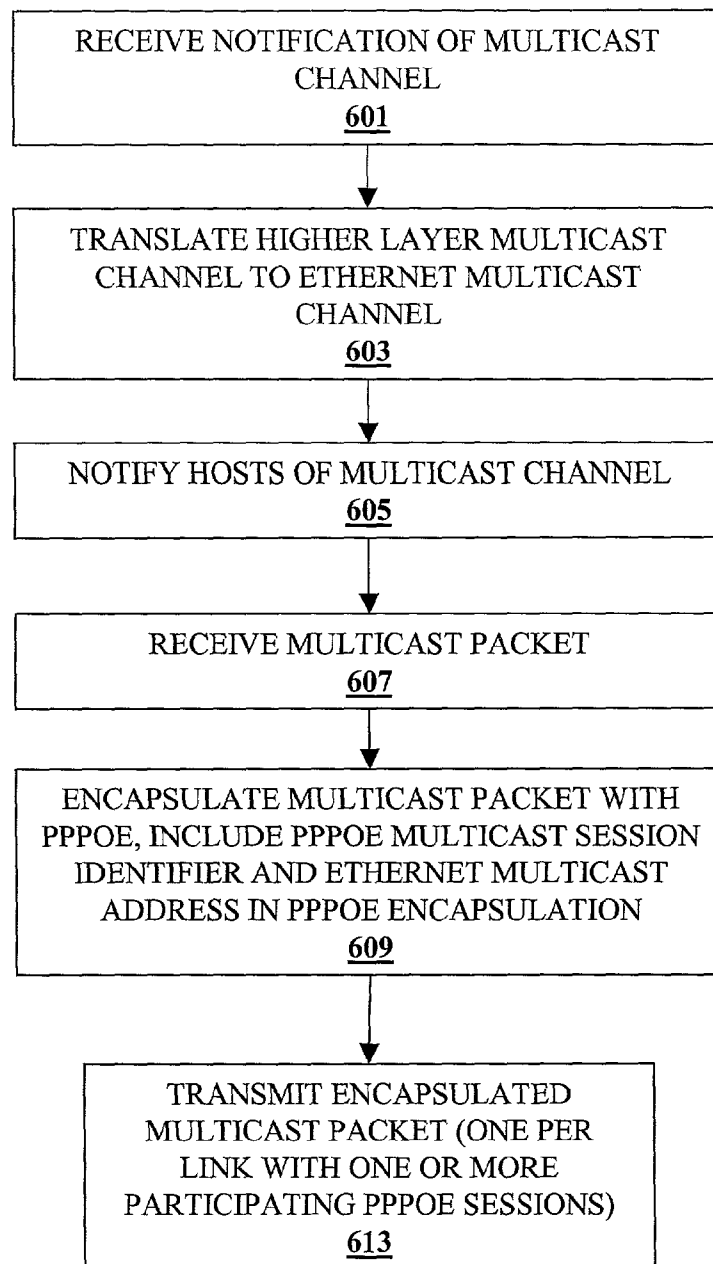 RECEIVE NOTIFICATION OF MULTICAST
CHANNEL
601
TRANSLATE HIGHER LAYER MULTICAST
CHANNEL TO ETHERNET MULTICAST
CHANNEL
603
NOTIFY HOSTS OF MULTICAST CHANNEL
605
RECEIVE MULTICAST PACKET
607
ENCAPSULATE MULTICAST PACKET WITH
PPPOE, INCLUDE PPPOE MULTICAST SESSION
IDENTIFIER AND ETHERNET MULTICAST
ADDRESS IN PPPOE ENCAPSULATION
609
TRANSMIT ENCAPSULATED
MULTICAST PACKET (ONE PER
LINK WITH ONE OR MORE
PARTICIPATING PPPOE SESSIONS)
613